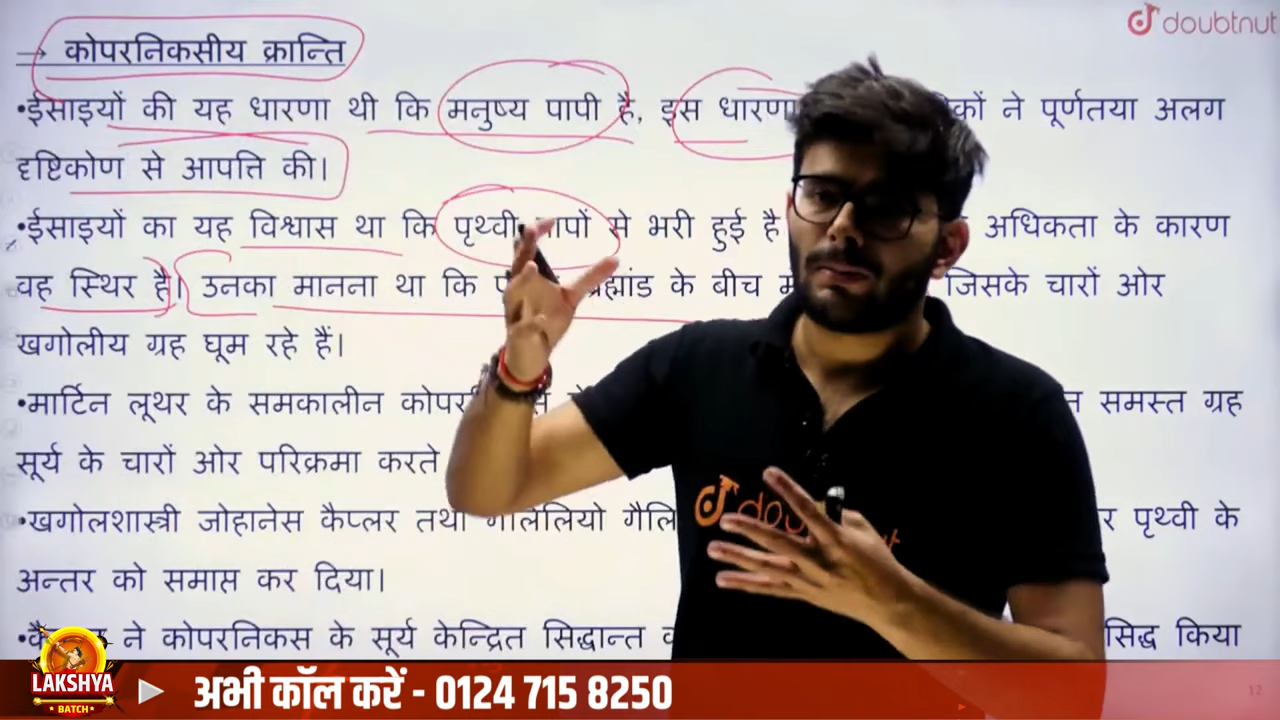 doubtnut
→ कोपरनिकसीय क्रान्ति
•ईसाइयों की यह धारणा थी कि मनुष्य पापी है, इस धारणा ने पूर्णतया अलग
दृष्टिकोण से आपत्ति की।
•ईसाइयों का यह विश्वास था कि पृथ्वी पापों से भरी हुई है अधिकता के कारण
वह स्थिर है। उनका मानना था कि ब्रह्मांड के बीच जिसके चारों ओर
खगोलीय ग्रह घूम रहे हैं।
•मार्टिन लूथर के समकालीन समस्त ग्रह
सूर्य के चारों ओर परिक्रमा करते
•खगोलशास्त्री जोहानेस कैप्लर तथा गैलिलियो पृथ्वी के
अन्तर को समाप्त कर दिया।
ने कोपरनिकस के सूर्य केन्द्रित सिद्धान्त सिद्ध किया
LAKSHYA
BATCH
अभी कॉल करें - 0124 715 8250
12